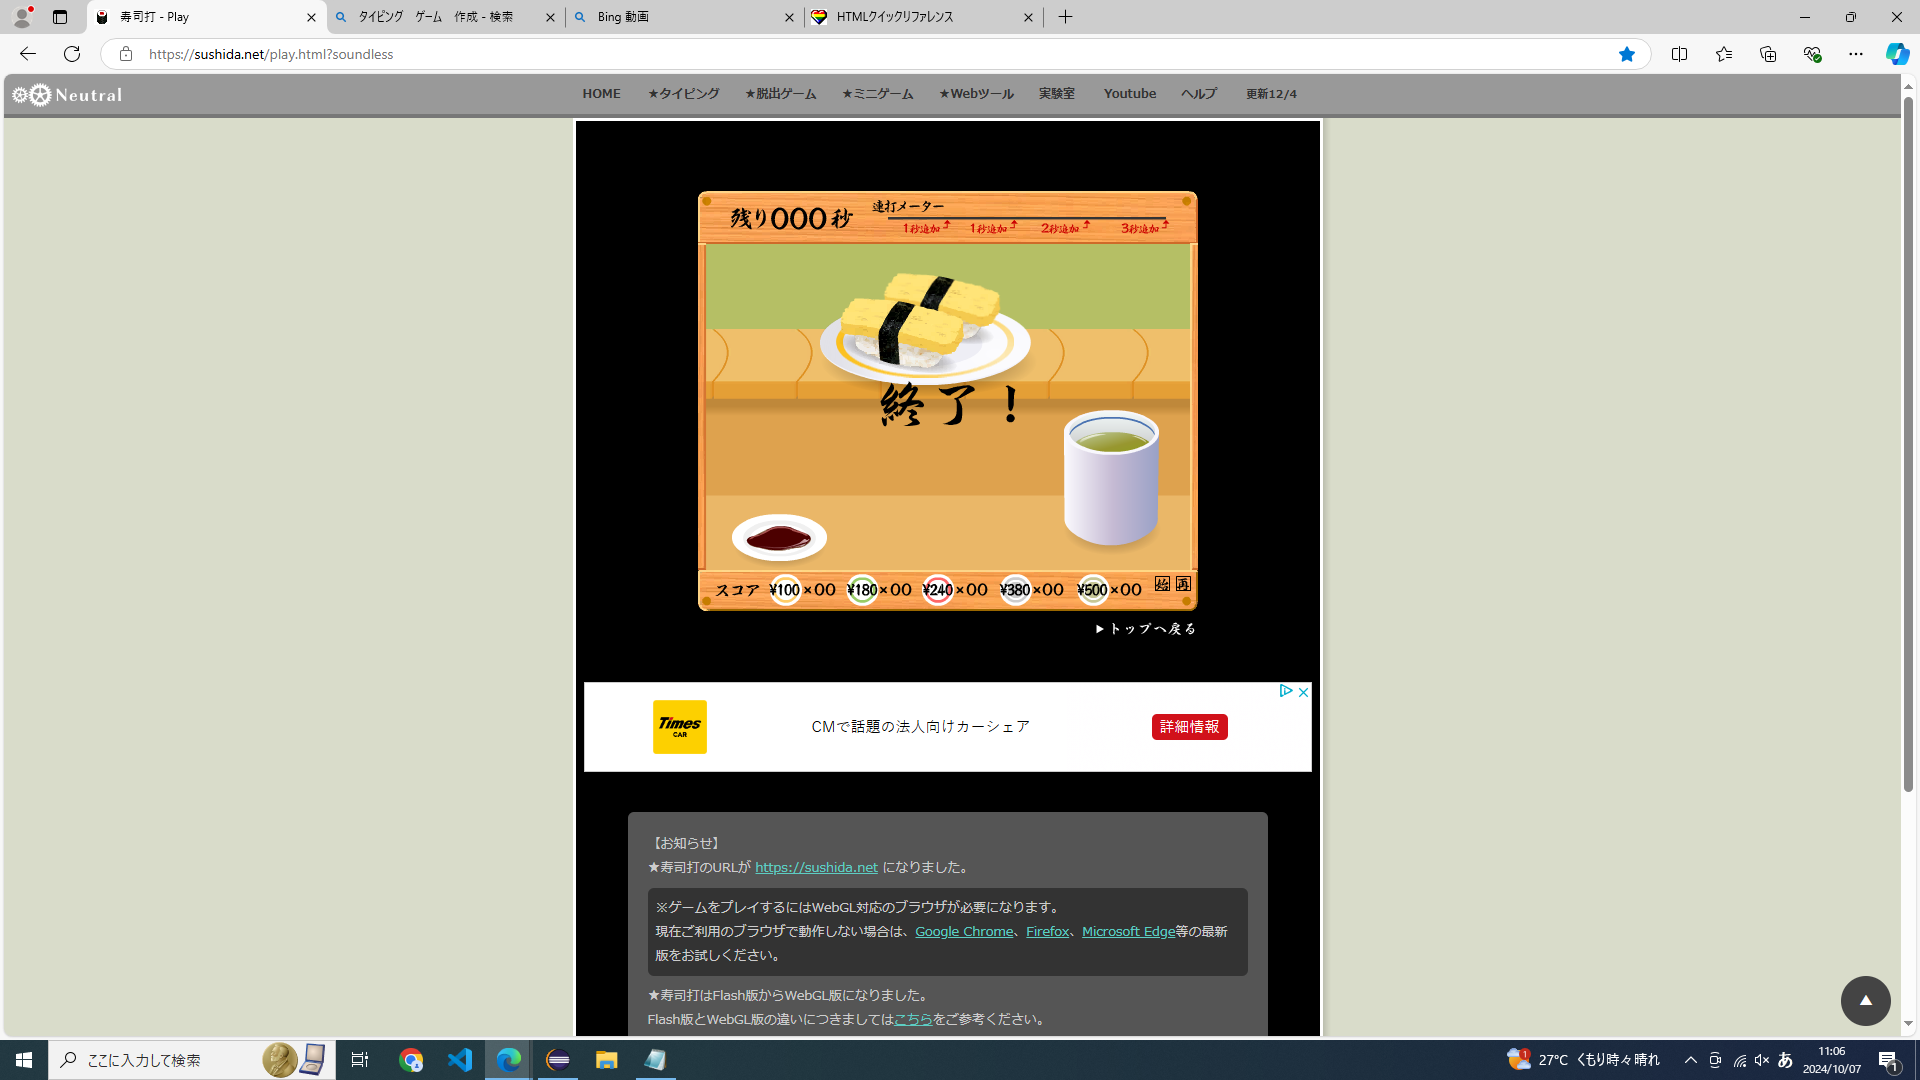 寿司打 - Play
タイピング　ゲーム　作成 - 検索
Bing 動画
HTMLクイックリファレンス
https://sushida.net/play.html?soundless
Neutral
HOME ★タイピング ★脱出ゲーム ★ミニゲーム ★Webツール 実験室 Youtube ヘルプ 更新12/4
残り000秒
連打メーター
1秒追加 1秒追加 2秒追加 3秒追加
終了！
スコア ¥100×00 ¥180×00 ¥240×00 ¥380×00 ¥500×00 始 再
▶トップへ戻る
Times
CAR
CMで話題の法人向けカーシェア
詳細情報
【お知らせ】
★寿司打のURLが https://sushida.net になりました。
※ゲームをプレイするにはWebGL対応のブラウザが必要になります。
現在ご利用のブラウザで動作しない場合は、Google Chrome、Firefox、Microsoft Edge等の最新
版をお試しください。
★寿司打はFlash版からWebGL版になりました。
Flash版とWebGL版の違いにつきましてはこちらをご参考ください。
ここに入力して検索
1
27°C くもり時々晴れ
あ
11:06
2024/10/07
1